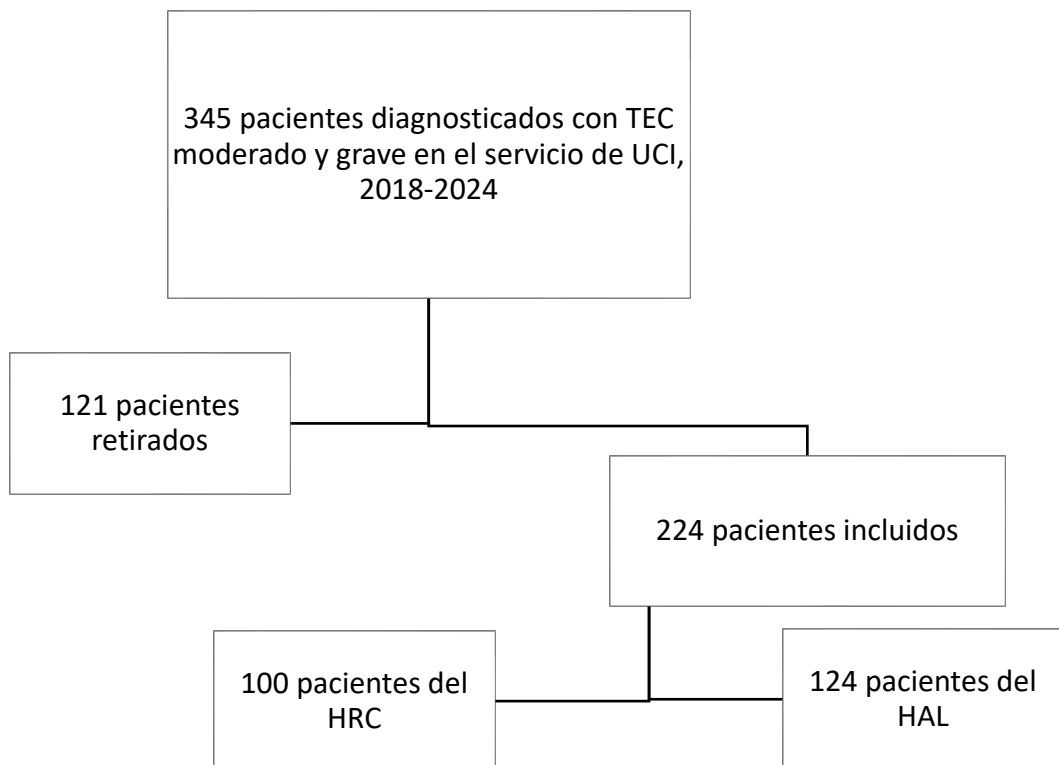 345 pacientes diagnosticados con TEC
moderado y grave en el servicio de UCI,
2018-2024
121 pacientes
retirados
224 pacientes incluidos
100 pacientes del
HRC
124 pacientes del
HAL